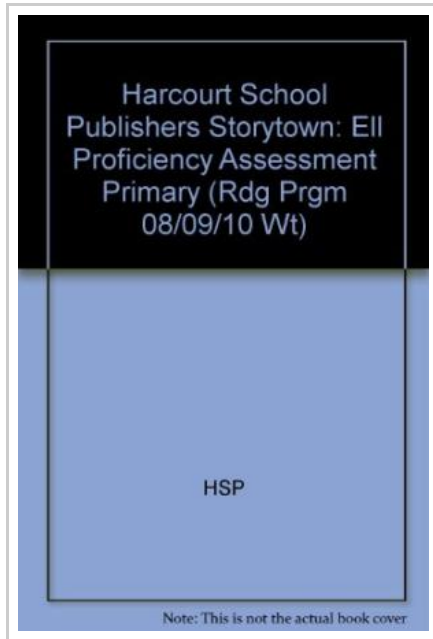 Harcourt School
Publishers Storytown: Ell
Proficiency Assessment
Primary (Rdg Prgm
08/09/10 Wt)
HSP
Note: This is not the actual book cover